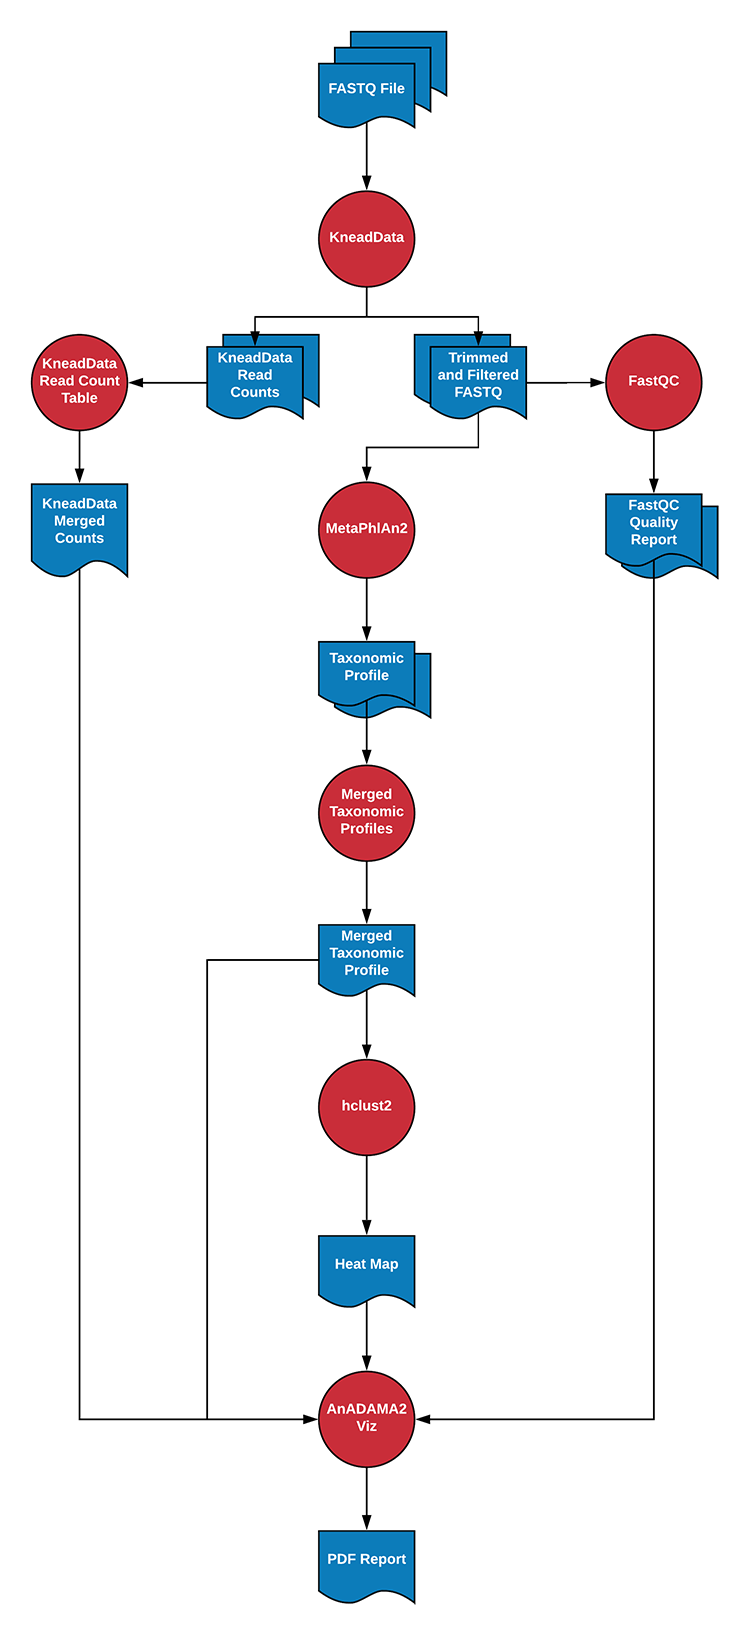 FASTQ File
KneadData
KneadData
Read Count
Table
KneadData
Read
Counts
Trimmed
and Filtered
FASTQ
FastQC
KneadData
Merged
Counts
MetaPhlAn2
FastQC
Quality
Report
Taxonomic
Profile
Merged
Taxonomic
Profiles
Merged
Taxonomic
Profile
hclust2
Heat Map
AnADAMA2
Viz
PDF Report